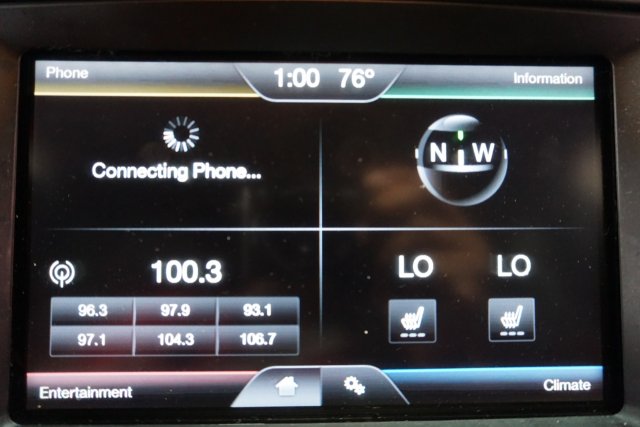 Phone
1:00 76°
Information
Connecting Phone...
N W
100.3
LO LO
96.3 97.9 93.1
97.1 104.3 106.7
Entertainment
Climate